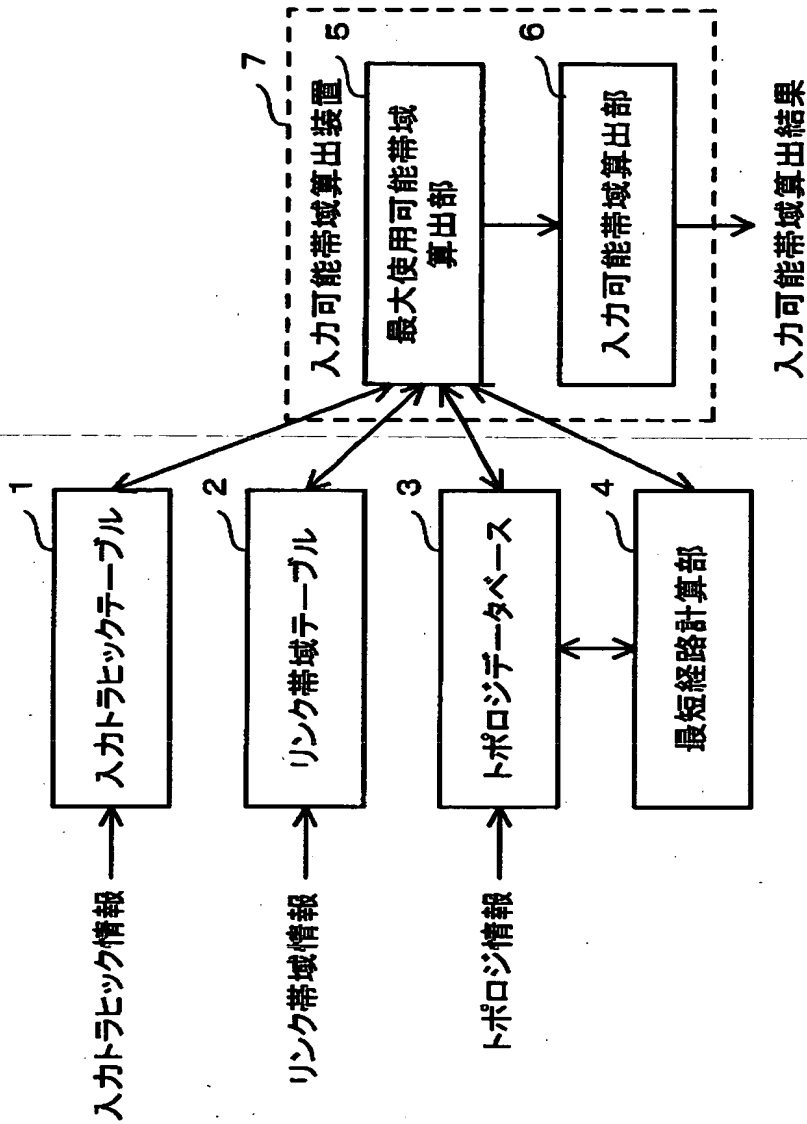 入力トラヒック情報
1
入力トラヒックテーブル
リンク帯域情報
2
リンク帯域テーブル
トポロジ情報
3
トポロジデータベース
4
最短経路計算部
7
入力可能帯域算出装置
5
最大使用可能帯域
算出部
6
入力可能帯域算出部
入力可能帯域算出結果